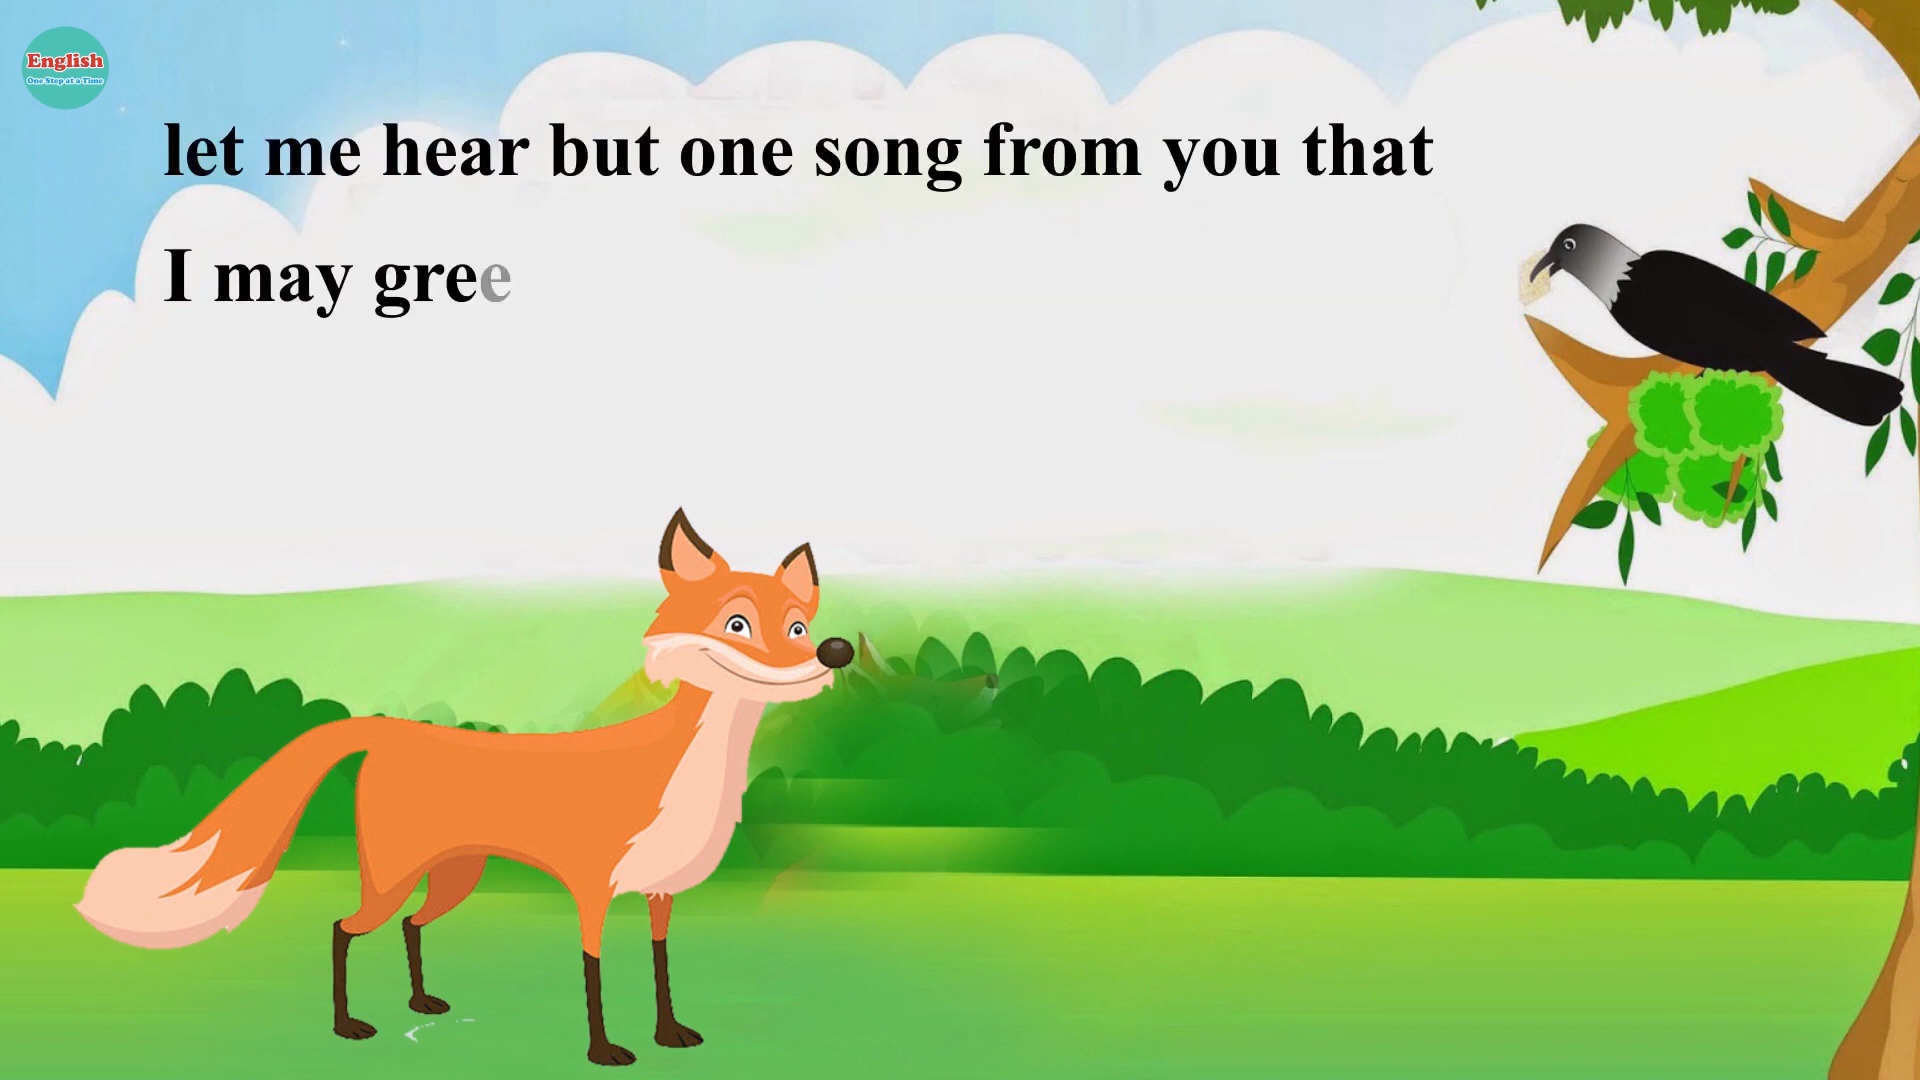 English
One Step at a Time
let me hear but one song from you that
I may gree